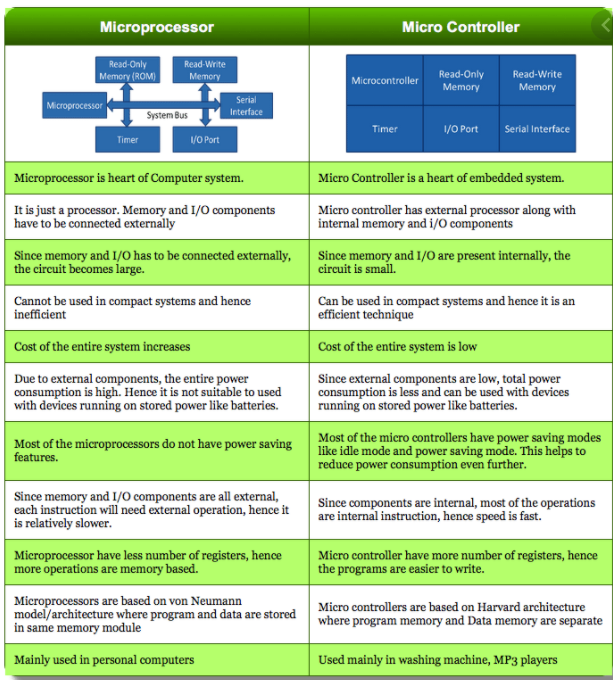 Microprocessor
Micro Controller
Read-Only
Memory (ROM)
Read-Write
Memory
Microprocessor
System Bus
Serial
Interface
Timer
I/O Port
Microcontroller
Read-Only
Memory
Read-Write
Memory
Timer
I/O Port
Serial Interface
Microprocessor is heart of Computer system.
Micro Controller is a heart of embedded system.
It is just a processor. Memory and I/O components
have to be connected externally
Micro controller has external processor along with
internal memory and i/O components
Since memory and I/O has to be connected externally,
the circuit becomes large.
Since memory and I/O are present internally, the
circuit is small.
Cannot be used in compact systems and hence
inefficient
Can be used in compact systems and hence it is an
efficient technique
Cost of the entire system increases
Cost of the entire system is low
Due to external components, the entire power
consumption is high. Hence it is not suitable to used
with devices running on stored power like batteries.
Since external components are low, total power
consumption is less and can be used with devices
running on stored power like batteries.
Most of the microprocessors do not have power saving
features.
Most of the micro controllers have power saving modes
like idle mode and power saving mode. This helps to
reduce power consumption even further.
Since memory and I/O components are all external,
each instruction will need external operation, hence it
is relatively slower.
Since components are internal, most of the operations
are internal instruction, hence speed is fast.
Microprocessor have less number of registers, hence
more operations are memory based.
Micro controller have more number of registers, hence
the programs are easier to write.
Microprocessors are based on von Neumann
model/architecture where program and data are stored
in same memory module
Micro controllers are based on Harvard architecture
where program memory and Data memory are separate
Mainly used in personal computers
Used mainly in washing machine, MP3 players